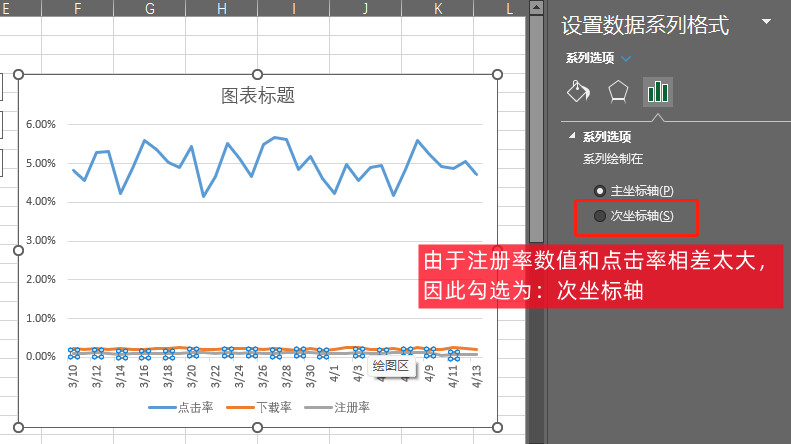 E F G H I J K L
设置数据系列格式
系列选项
系列选项
系列绘制在
主坐标轴(P)
次坐标轴(S)
由于注册率数值和点击率相差太大，
因此勾选为：次坐标轴
图表标题
6.00%
5.00%
4.00%
3.00%
2.00%
1.00%
0.00%
3/10 3/12 3/14 3/16 3/18 3/20 3/22 3/24 3/26 3/28 3/30 4/1 4/3 4/9 4/11 4/13
绘图区
点击率 下载率 注册率